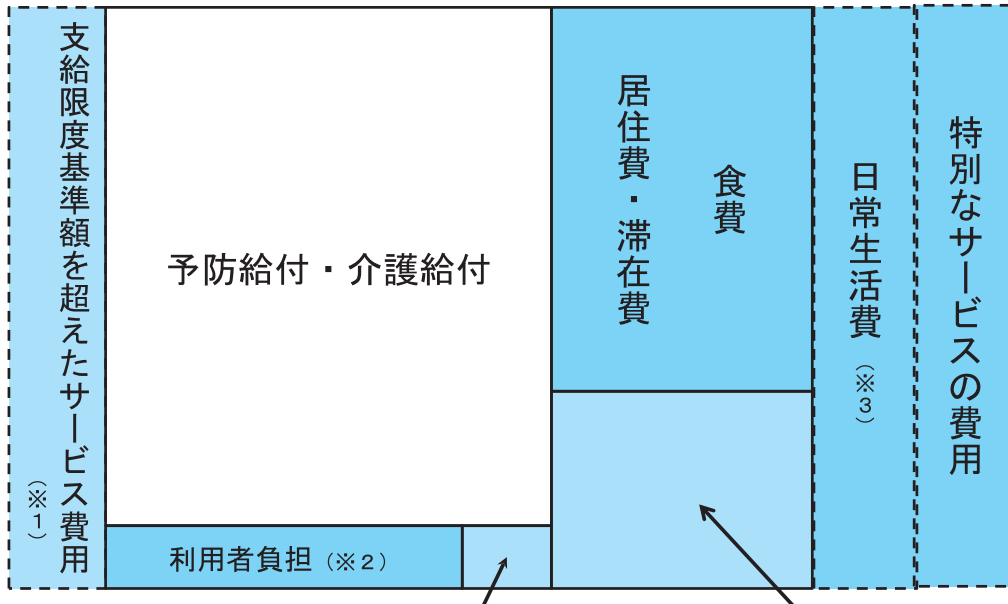 支給限度基準額を超えたサービス費用
（※１）
予防給付・介護給付
利用者負担（※２）
居住費・滞在費
食費
日常生活費（※３）
特別なサービスの費用